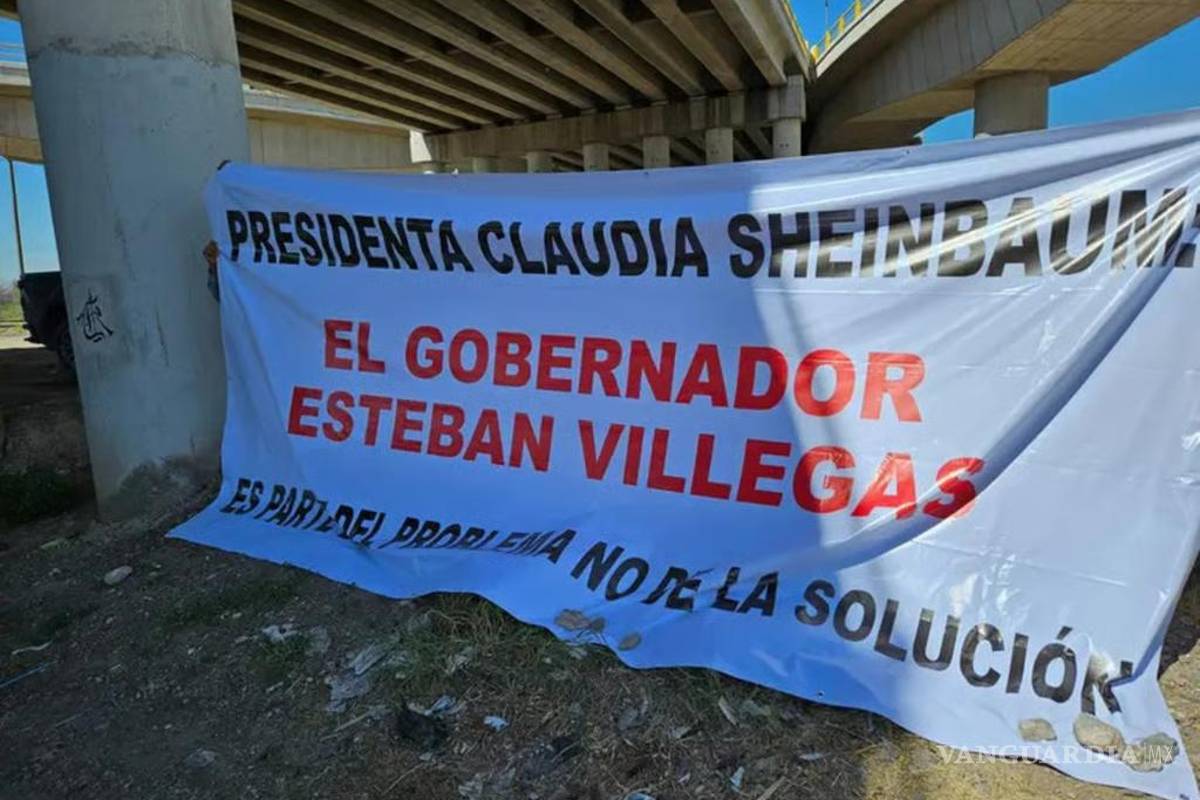 PRESIDENTA CLAUDIA SHEINBAUM
EL GOBERNADOR
ESTEBAN VILLEGAS
ES PARTE DEL PROBLEMA NO DE LA SOLUCIÓN
VANGUARDIA MX